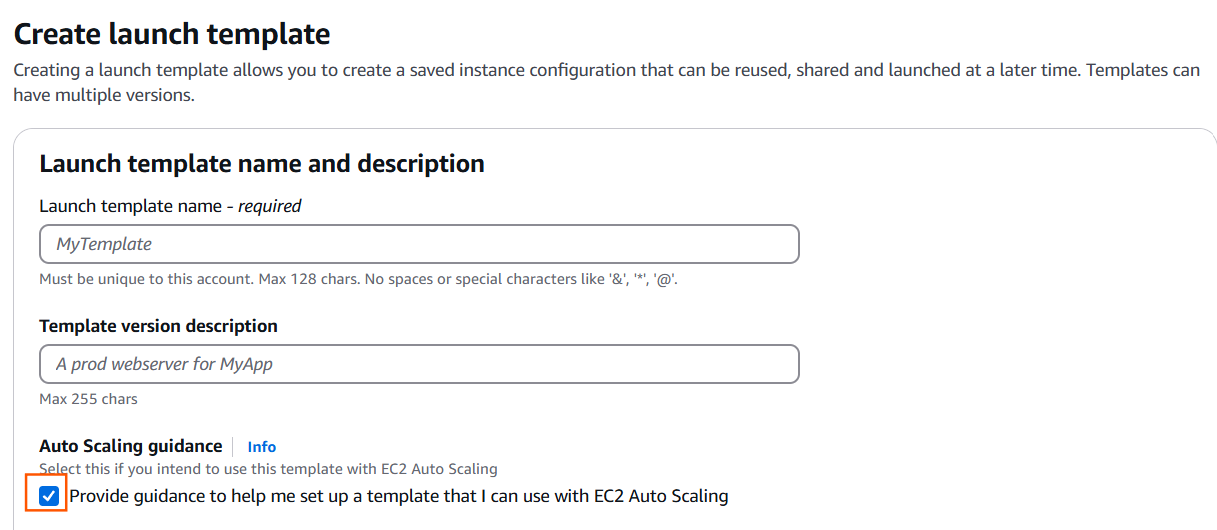 Create launch template
Creating a launch template allows you to create a saved instance configuration that can be reused, shared and launched at a later time. Templates can
have multiple versions.
Launch template name and description
Launch template name - required
MyTemplate
Must be unique to this account. Max 128 chars. No spaces or special characters like '&', '*', '@'.
Template version description
A prod webserver for MyApp
Max 255 chars
Auto Scaling guidance Info
Select this if you intend to use this template with EC2 Auto Scaling
Provide guidance to help me set up a template that I can use with EC2 Auto Scaling